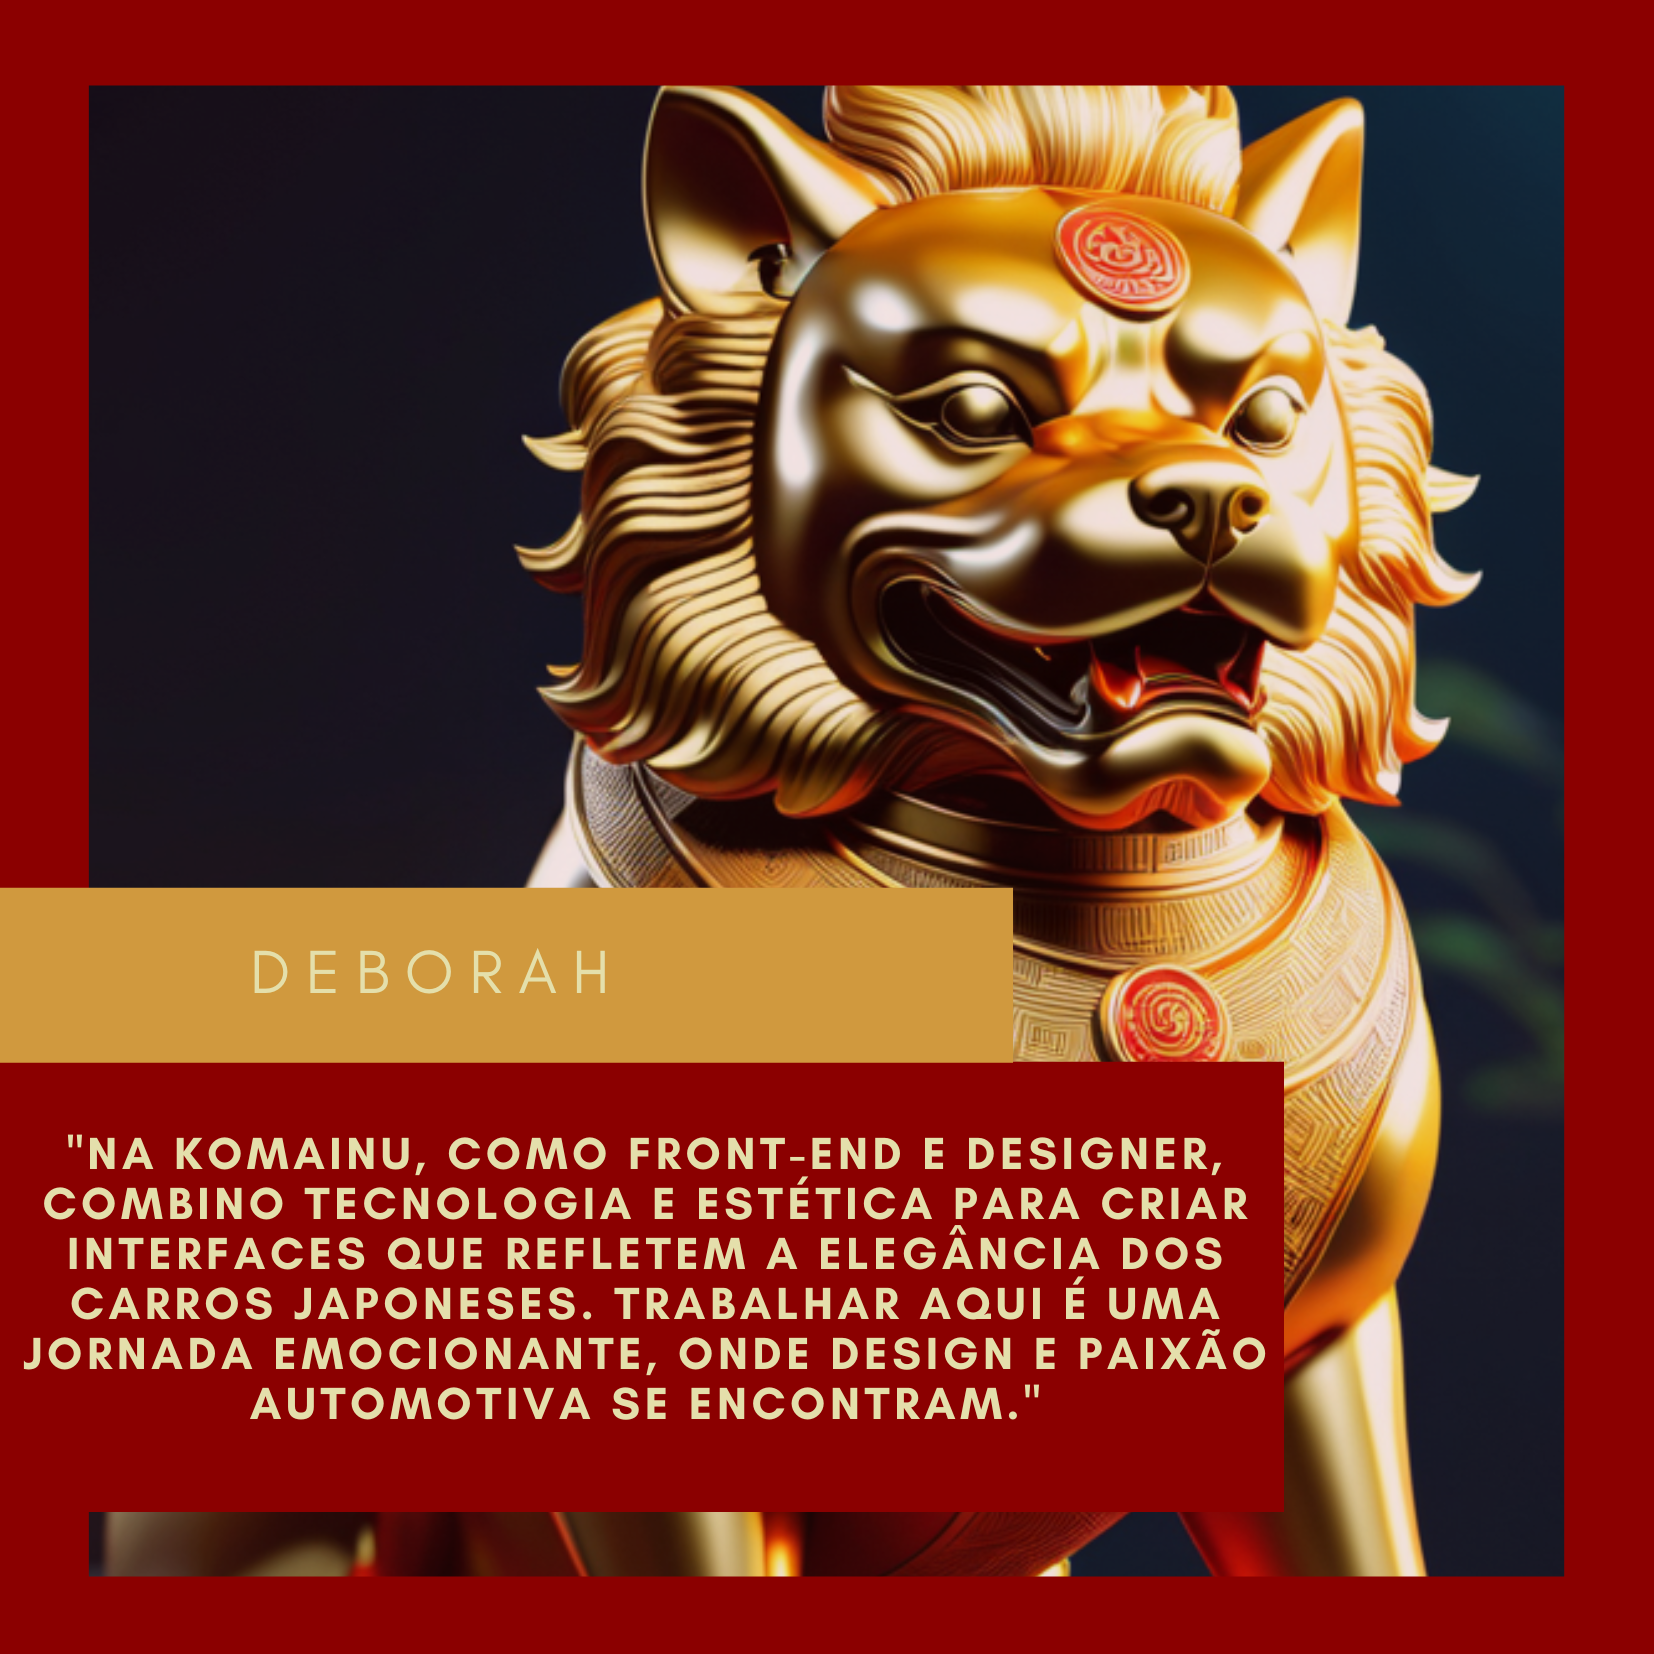 DEBORAH
"NA KOMAINU, COMO FRONT-END E DESIGNER,
COMBINO TECNOLOGIA E ESTÉTICA PARA CRIAR
INTERFACES QUE REFLETEM A ELEGÂNCIA DOS
CARROS JAPONESES. TRABALHAR AQUI É UMA
JORNADA EMOCIONANTE, ONDE DESIGN E PAIXÃO
AUTOMOTIVA SE ENCONTRAM."